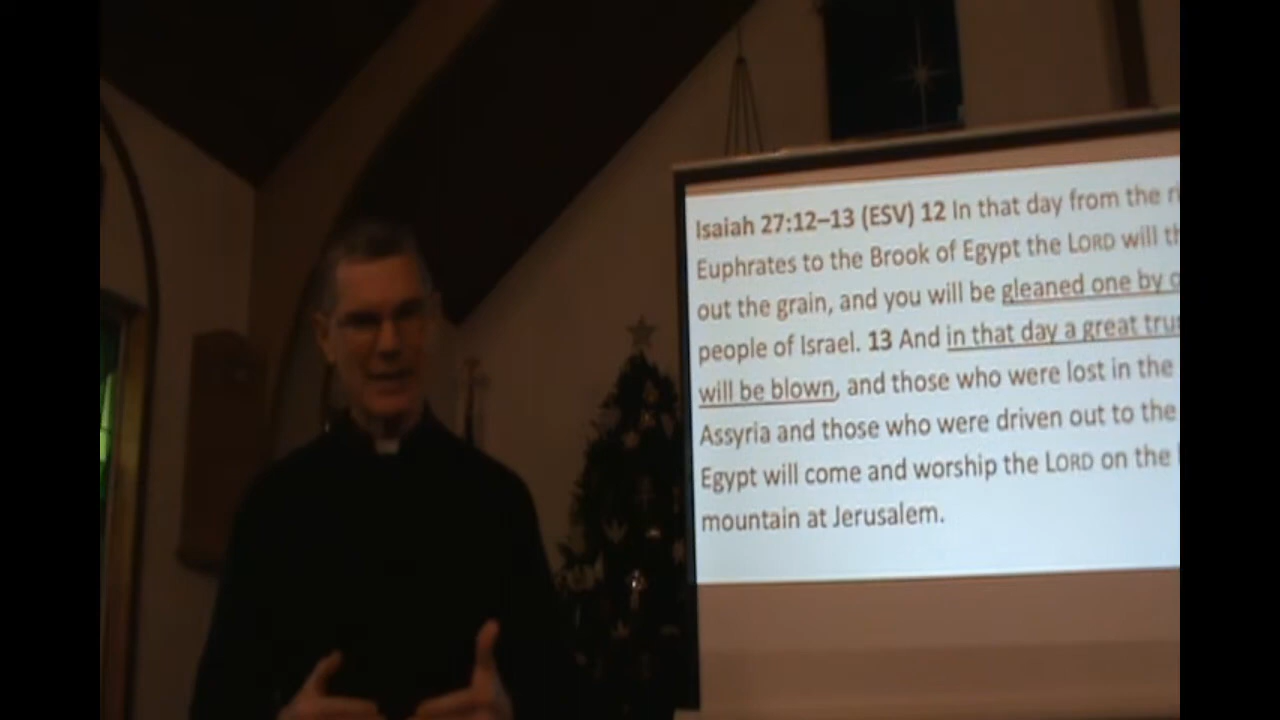 Isaiah 27:12–13 (ESV) 12 In that day from the
Euphrates to the Brook of Egypt the LORD will
out the grain, and you will be gleaned one by
people of Israel. 13 And in that day a great
will be blown, and those who were lost in the
Assyria and those who were driven out to the
Egypt will come and worship the LORD on the
mountain at Jerusalem.